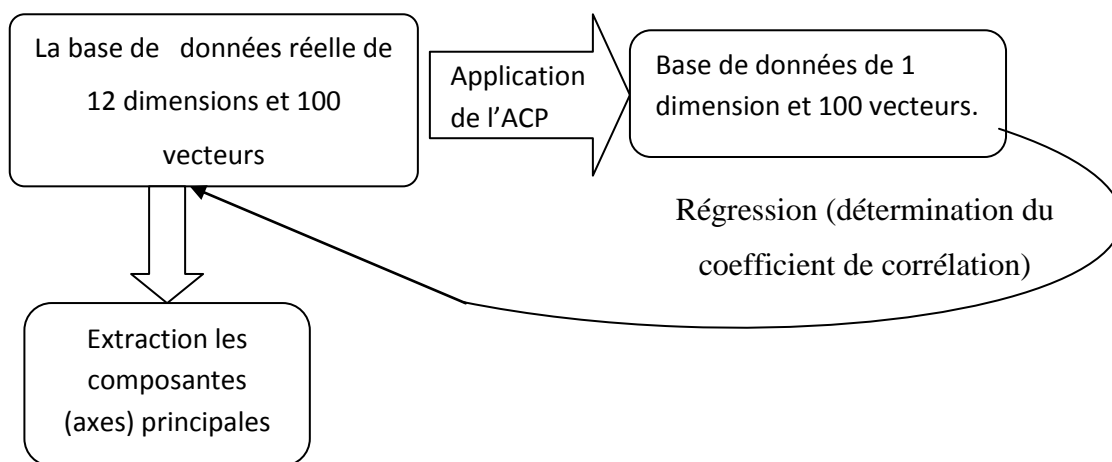 La base de données réelle de
12 dimensions et 100
vecteurs
Application
de l'ACP
Base de données de 1
dimension et 100 vecteurs.
Régression (détermination du
coefficient de corrélation)
Extraction les
composantes
(axes) principales